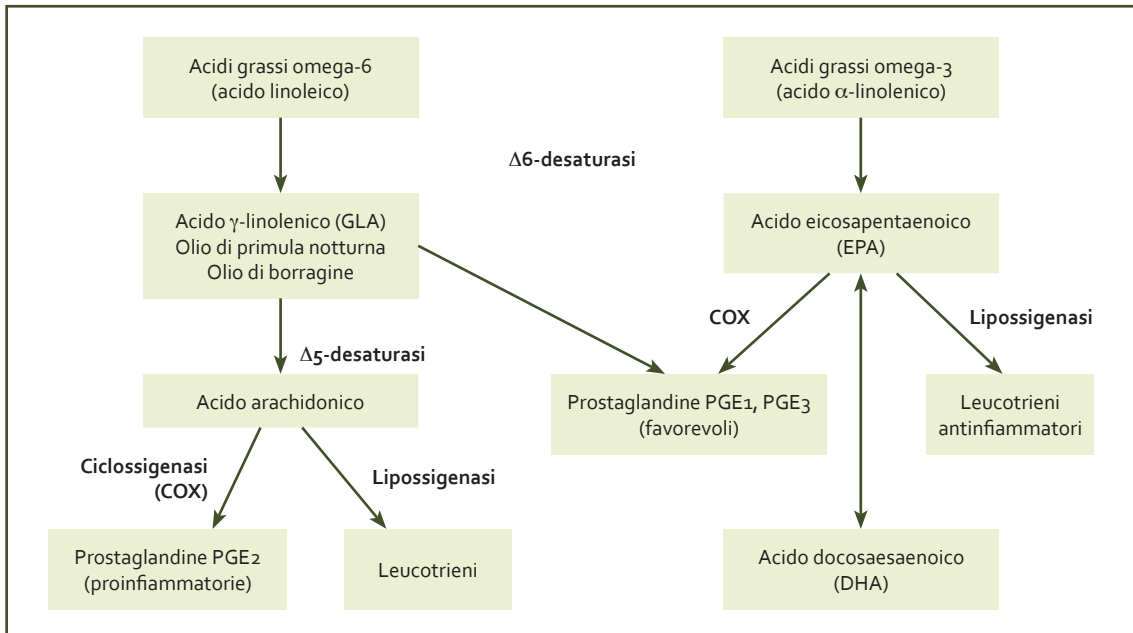 Acidi grassi omega-6
(acido linoleico)
Acidi grassi omega-3
(acido α-linolenico)
Δ6-desaturasi
Acido γ-linolenico (GLA)
Olio di primula notturna
Olio di borragine
Acido eicosapentaenoico
(EPA)
COX
Lipossigenasi
Δ5-desaturasi
Acido arachidonico
Prostaglandine PGE1, PGE3
(favorevoli)
Leucotrieni
antinfiammatori
Ciclossigenasi
(COX)
Lipossigenasi
Prostaglandine PGE2
(proinfiammatorie)
Leucotrieni
Acido docosaesaenoico
(DHA)